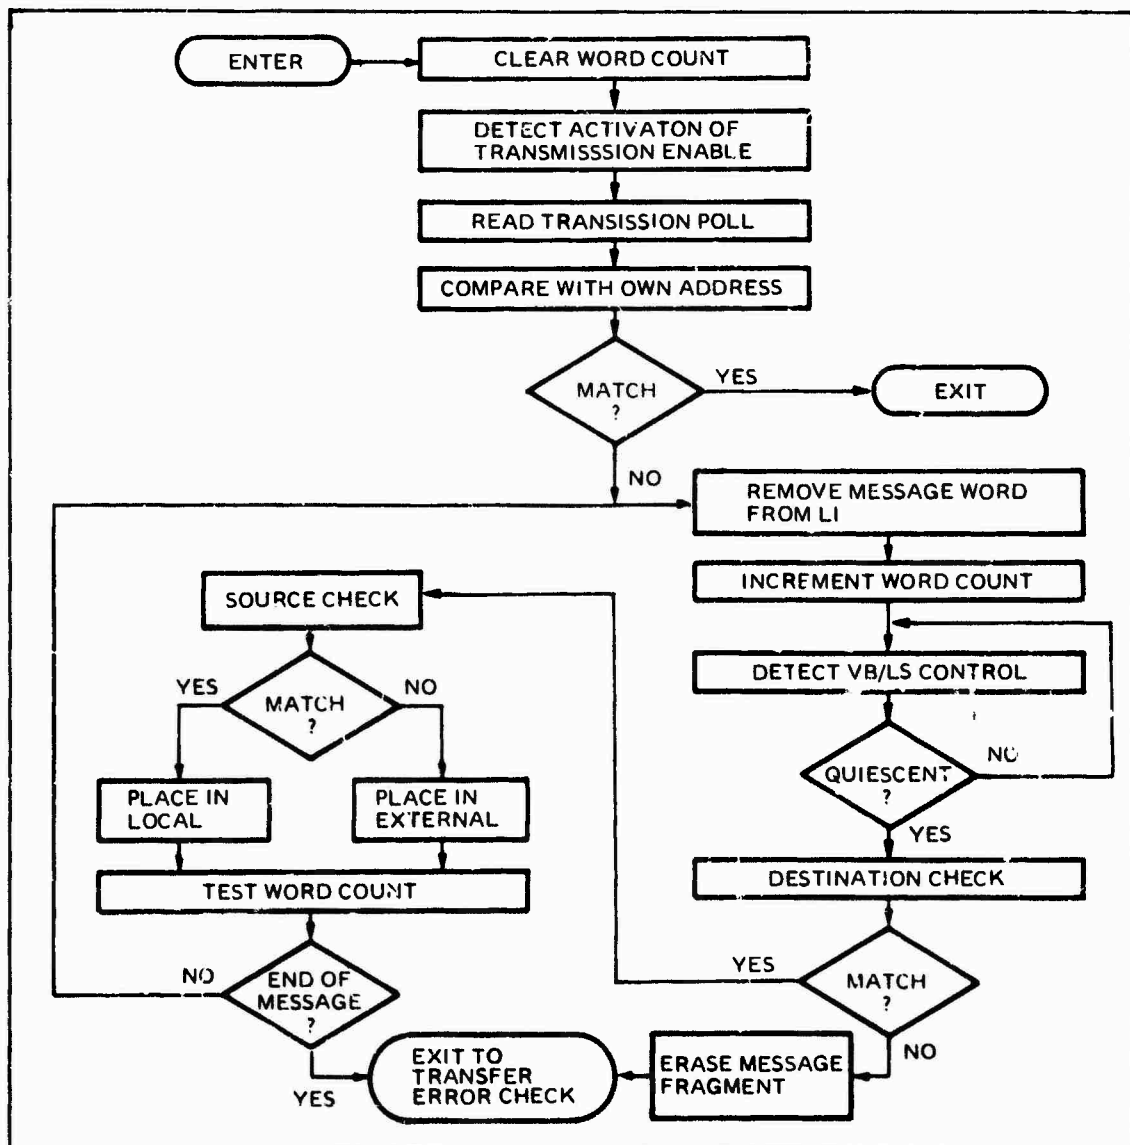 ENTER
CLEAR WORD COUNT
DETECT ACTIVATON OF
TRANSMISSSION ENABLE
READ TRANSISSION POLL
COMPARE WITH OWN ADDRESS
MATCH
?
YES
EXIT
NO
REMOVE MESSAGE WORD
FROM LI
INCREMENT WORD COUNT
DETECT VB/LS CONTROL
QUIESCENT
?
NO
YES
DESTINATION CHECK
MATCH
?
YES
NO
SOURCE CHECK
MATCH
?
YES
NO
PLACE IN
LOCAL
PLACE IN
EXTERNAL
TEST WORD COUNT
END OF
MESSAGE
?
NO
YES
EXIT TO
TRANSFER
ERROR CHECK
ERASE MESSAGE
FRAGMENT